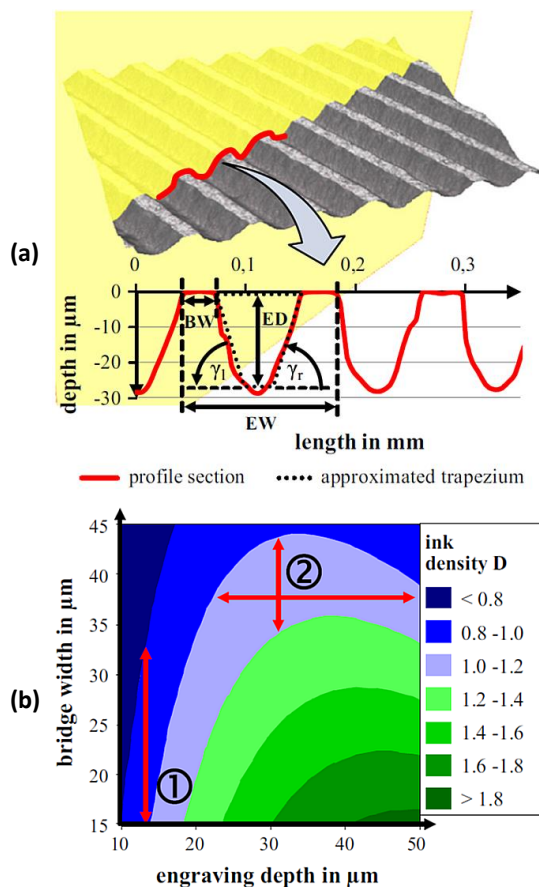 (a)
0 0,1 0,2 0,3
0
-10
-20
-30
depth in µm
BW
ED
γl
γr
EW
length in mm
profile section
approximated trapezium
(b)
45
35
25
15
bridge width in µm
②
①
10 20 30 40 50
engraving depth in µm
ink
density D
< 0.8
0.8 -1.0
1.0 -1.2
1.2 -1.4
1.4 -1.6
1.6 -1.8
> 1.8